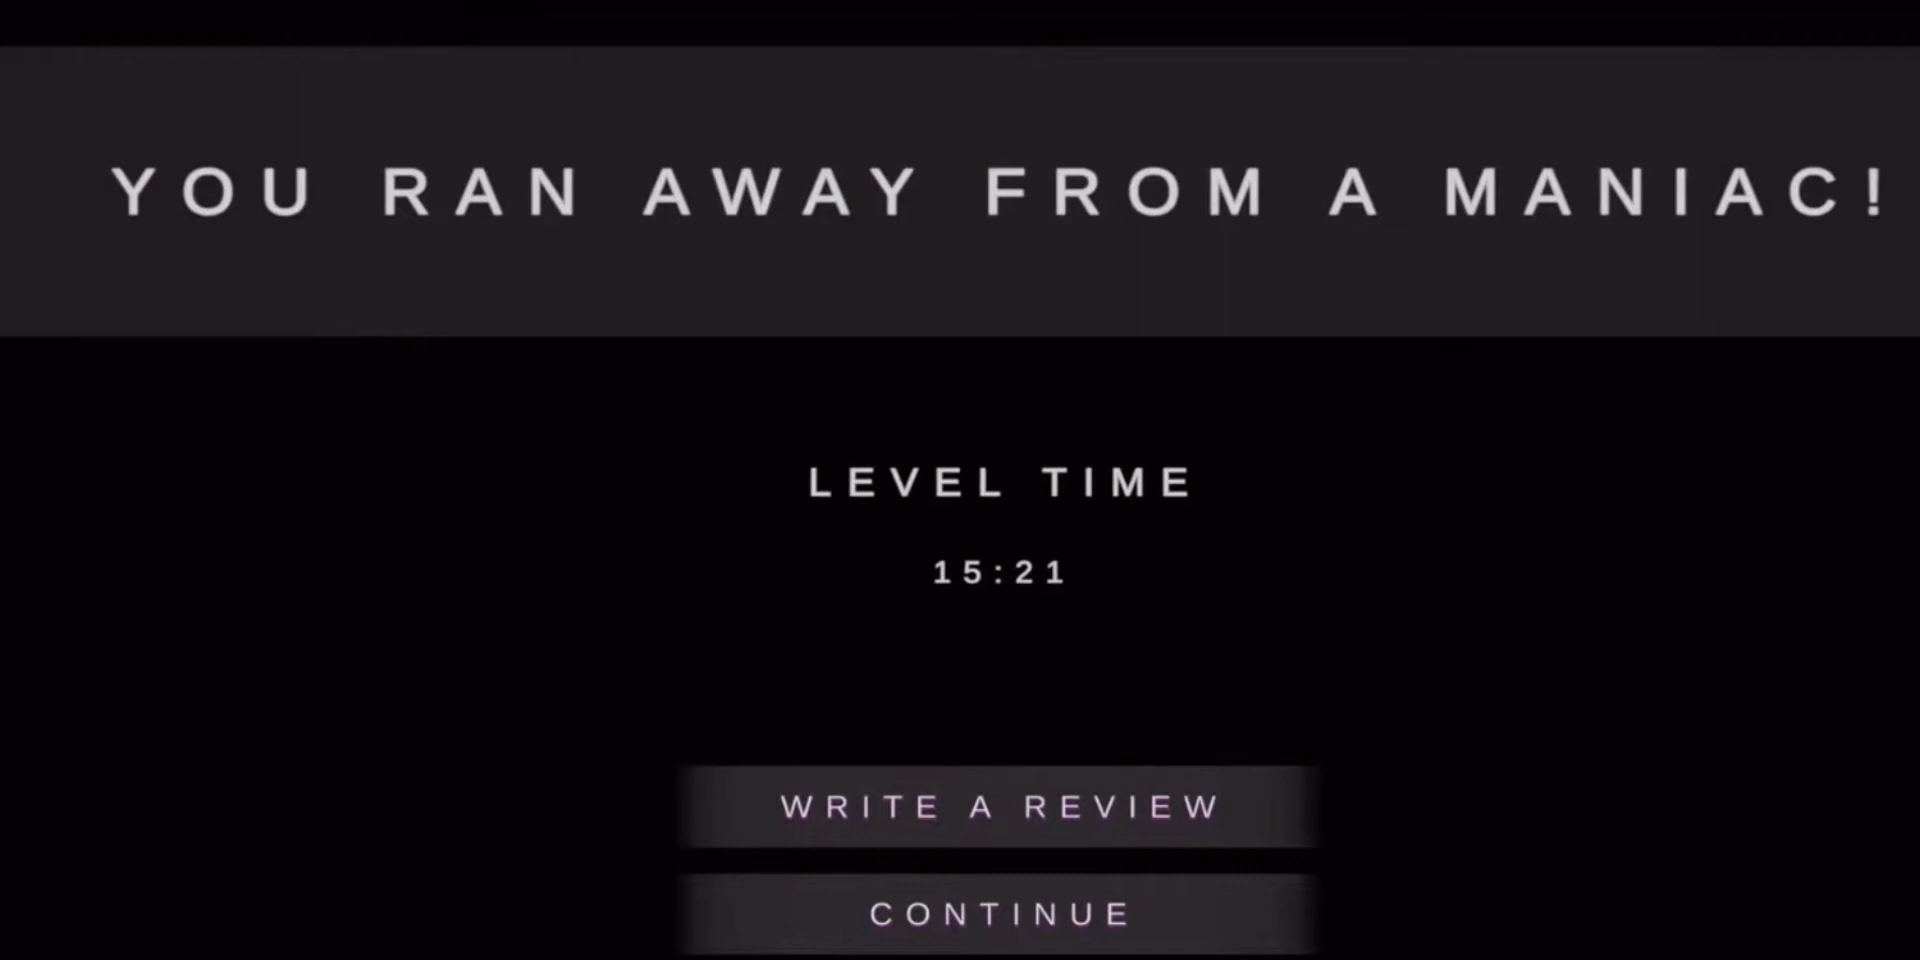 YOU RAN AWAY FROM A MANIAC!
LEVEL TIME
15:21
WRITE A REVIEW
CONTINUE